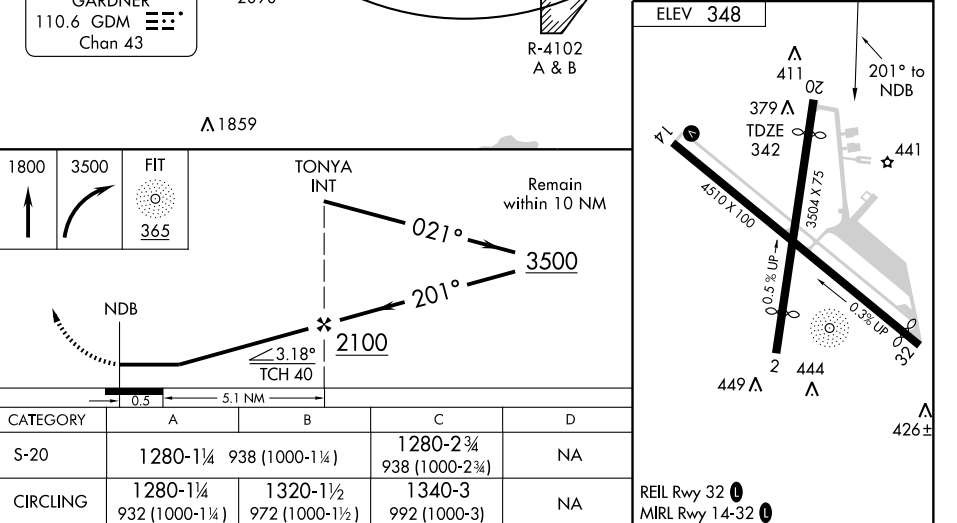 GARDNER
110.6 GDM
Chan 43
R-4102
A & B
1859
1800
3500
FIT
365
TONYA
INT
Remain
within 10 NM
021°
3500
201°
2100
NDB
3.18°
TCH 40
0.5
5.1 NM
CATEGORY A B C D
S-20 1280-1¼ 938 (1000-1¼) 1280-2¾ 938 (1000-2¾) NA
CIRCLING 1280-1¼ 932 (1000-1¼) 1320-1½ 972 (1000-1½) 1340-3 992 (1000-3) NA
ELEV 348
411
20
201° to
NDB
379
TDZE
342
14
V
441
4510 X 100
3504 X 75
0.5% UP
0.3% UP
32
2
449
444
426±
REIL Rwy 32 L
MIRL Rwy 14-32 L